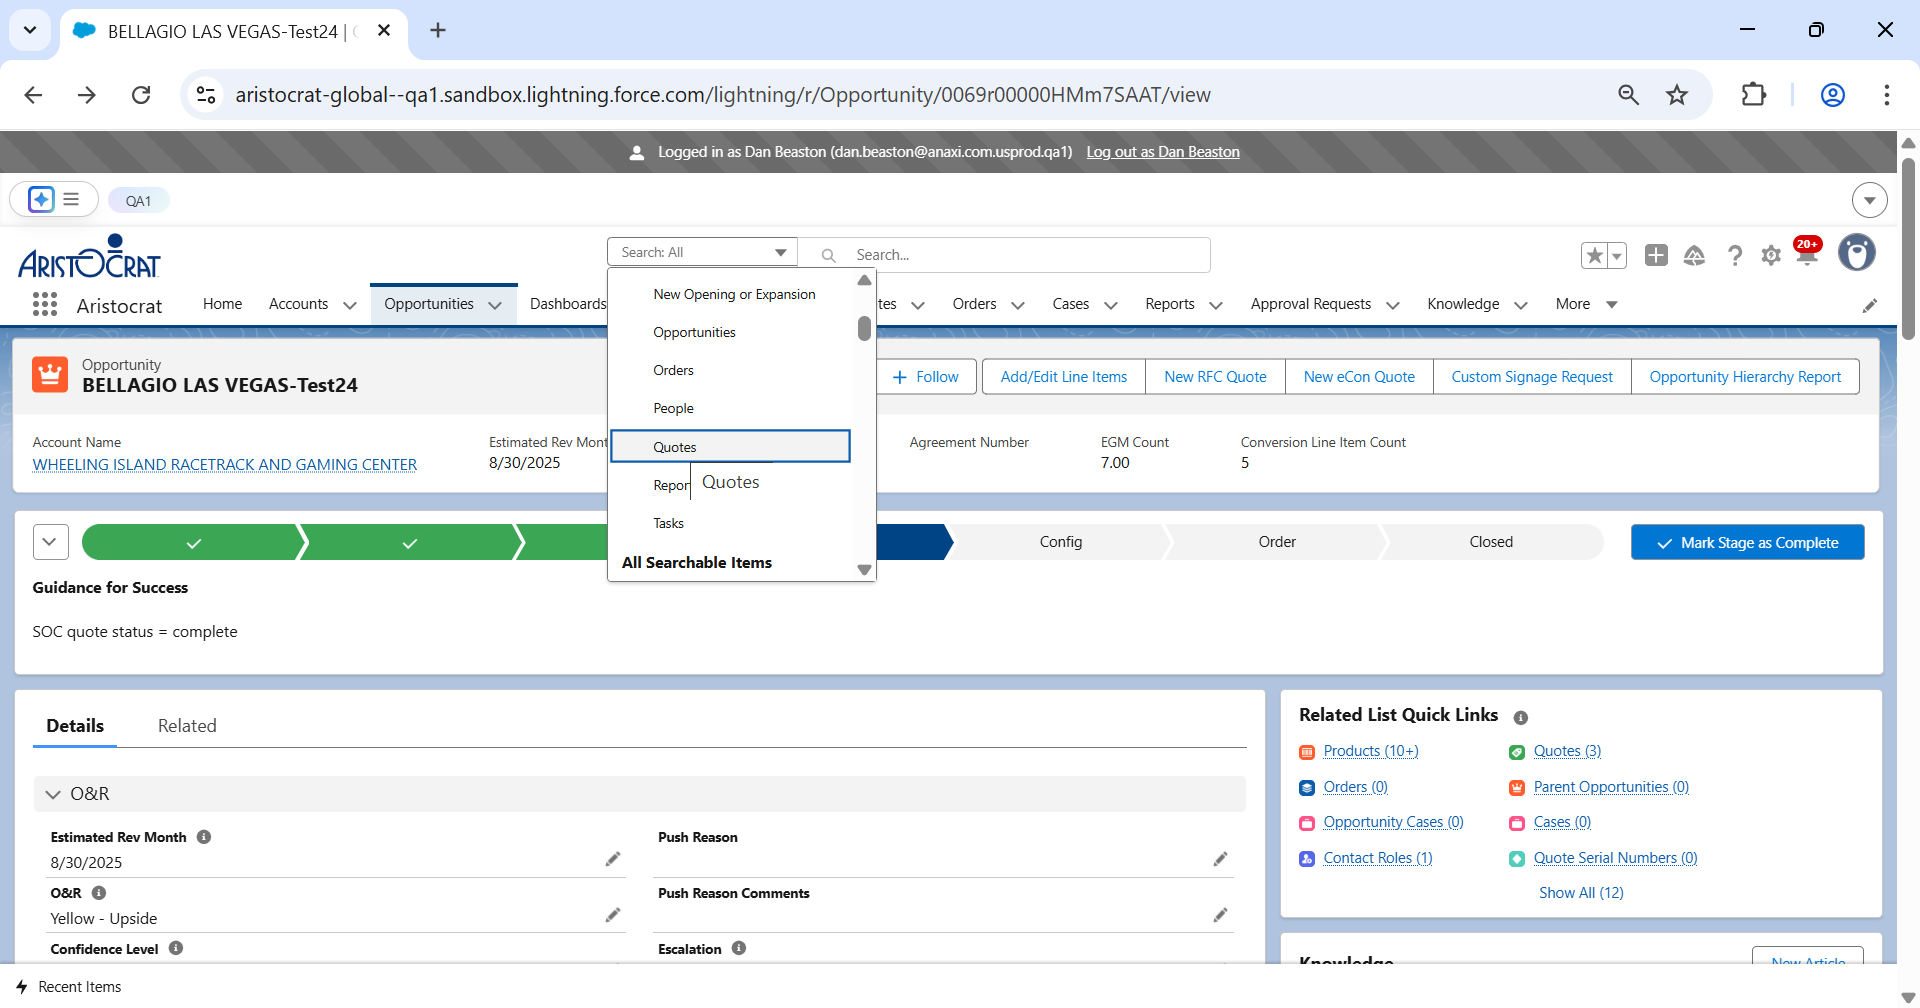 BELLAGIO LAS VEGAS-Test24 |
aristocrat-global--qa1.sandbox.lightning.force.com/lightning/r/Opportunity/0069r00000HMm7SAAT/view
Logged in as Dan Beaston (dan.beaston@anaxi.com.usprod.qa1) Log out as Dan Beaston
QA1
ARISTOCRAT
Search: All
Search...
20+
Aristocrat
Home
Accounts
Opportunities
Dashboards
tes
Orders
Cases
Reports
Approval Requests
Knowledge
More
New Opening or Expansion
Opportunities
Orders
People
Quotes
Repor
Quotes
Tasks
All Searchable Items
Opportunity
BELLAGIO LAS VEGAS-Test24
Follow
Add/Edit Line Items
New RFC Quote
New eCon Quote
Custom Signage Request
Opportunity Hierarchy Report
Account Name
WHEELING ISLAND RACETRACK AND GAMING CENTER
Estimated Rev Mont
8/30/2025
Agreement Number
EGM Count
7.00
Conversion Line Item Count
5
Config
Order
Closed
Mark Stage as Complete
Guidance for Success
SOC quote status = complete
Details
Related
O&R
Estimated Rev Month
8/30/2025
Push Reason
O&R
Yellow - Upside
Push Reason Comments
Confidence Level
Escalation
Related List Quick Links
Products (10+)
Quotes (3)
Orders (0)
Parent Opportunities (0)
Opportunity Cases (0)
Cases (0)
Contact Roles (1)
Quote Serial Numbers (0)
Show All (12)
Knowledge
New Article
Recent Items